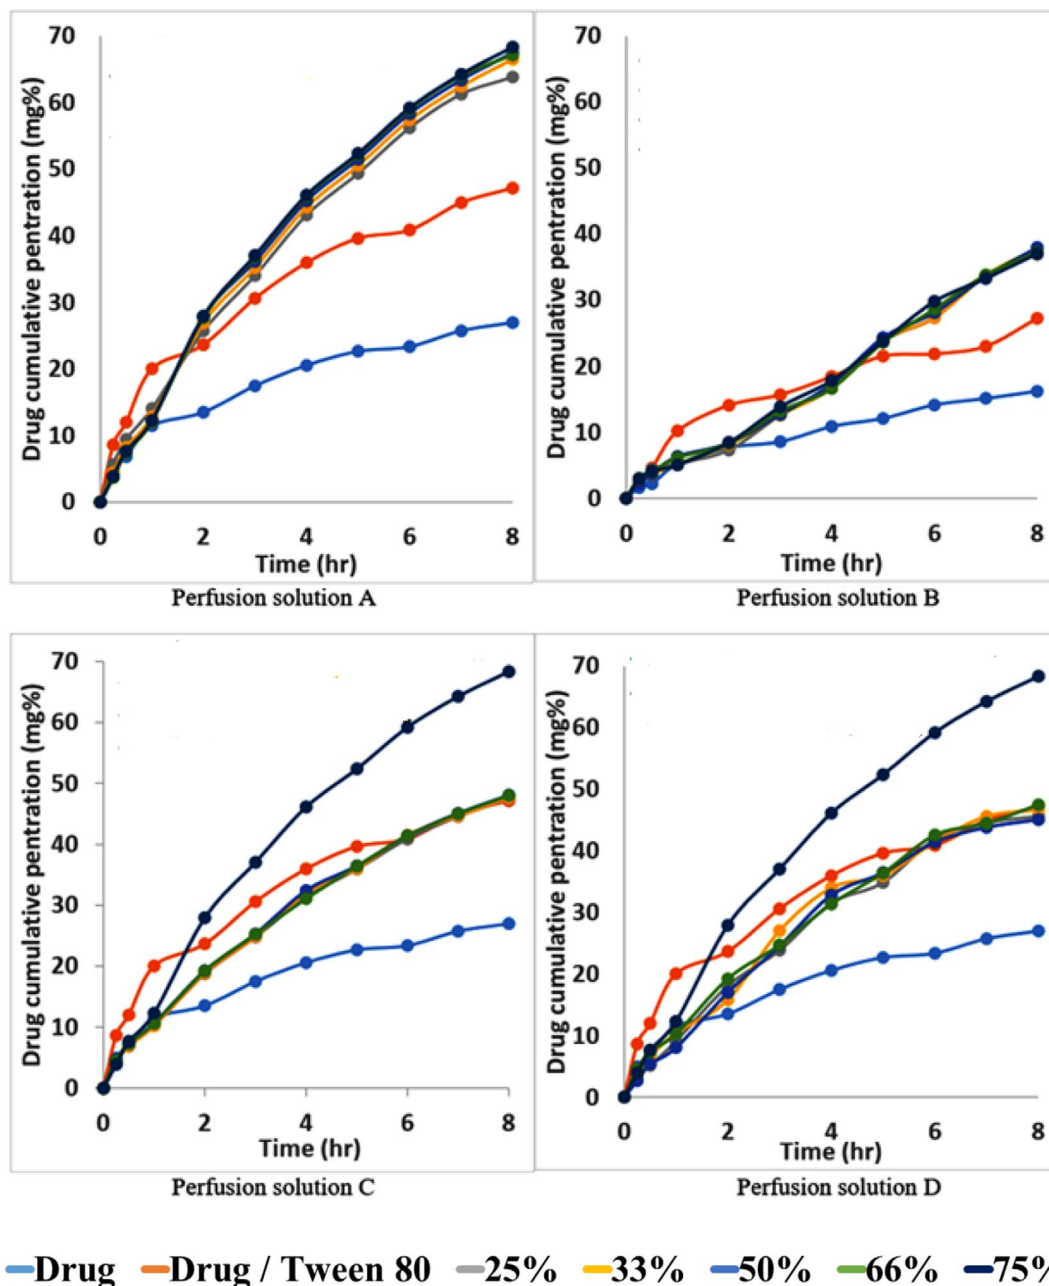 Drug cumulative pentration (mg%)
70
60
50
40
30
20
10
0
0 2 4 6 8
Time (hr)
Perfusion solution A
Drug cumulative pentration (mg%)
70
60
50
40
30
20
10
0
0 2 4 6 8
Time (hr)
Perfusion solution B
Drug cumulative pentration (mg%)
70
60
50
40
30
20
10
0
0 2 4 6 8
Time (hr)
Perfusion solution C
Drug cumulative pentration (mg%)
70
60
50
40
30
20
10
0
0 2 4 6 8
Time (hr)
Perfusion solution D
Drug Drug / Tween 80 25% 33% 50% 66% 75%